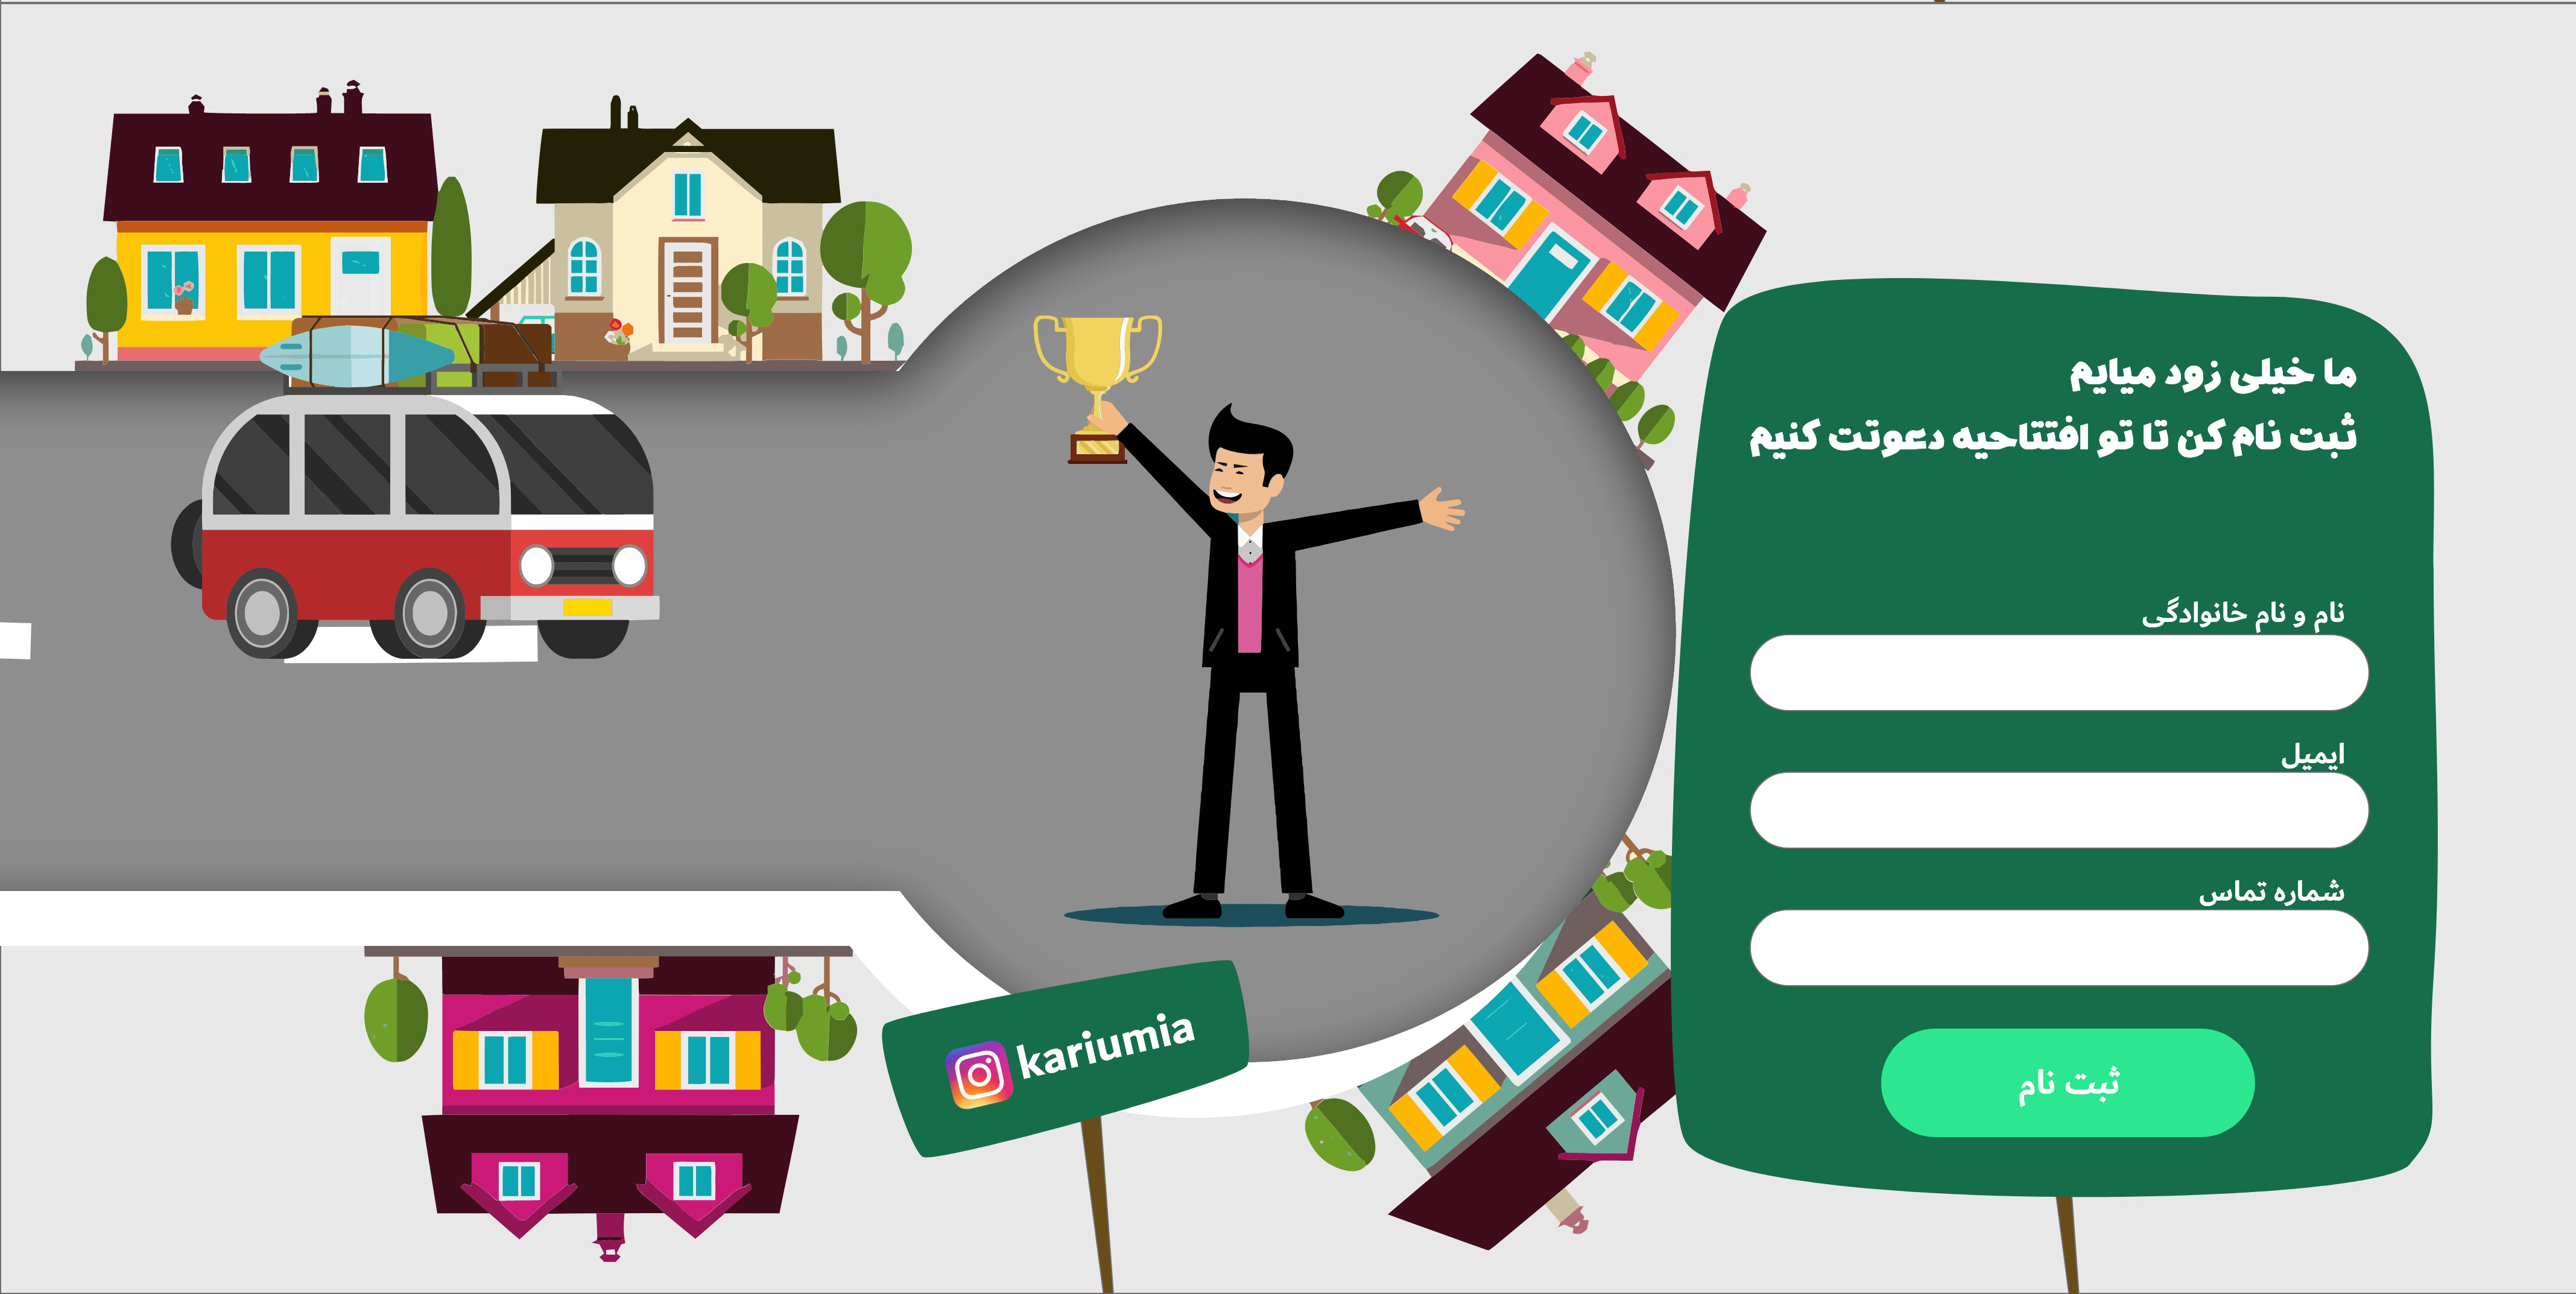 ما خیلی زود میایم
ثبت نام کن تا تو افتتاحیه دعوتت کنیم
نام و نام خانوادگی
ایمیل
شماره تماس
ثبت نام
kariumia